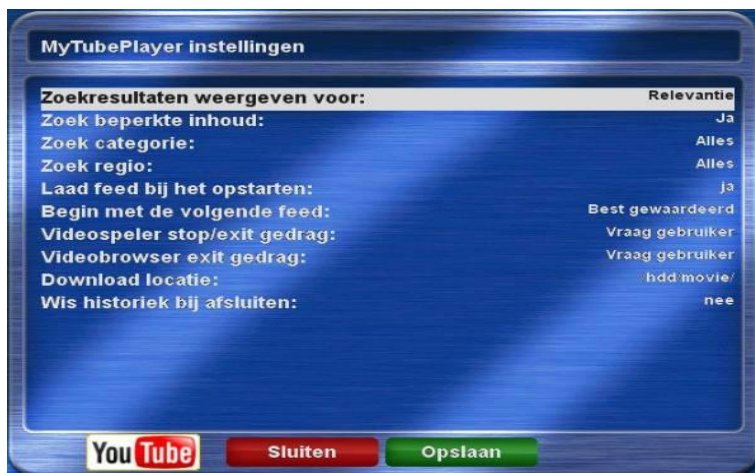 MyTubePlayer instellingen
Zoekresultaten weergeven voor: Relevantie
Zoek beperkte inhoud: Ja
Zoek categorie: Alles
Zoek regio: Alles
Laad feed bij het opstarten: ja
Begin met de volgende feed: Best gewaardeerd
Videospeler stop/exit gedrag: Vraag gebruiker
Videobrowser exit gedrag: Vraag gebruiker
Download locatie: /hdd/movie/
Wis historiek bij afsluiten: nee
YouTube Sluiten Opslaan